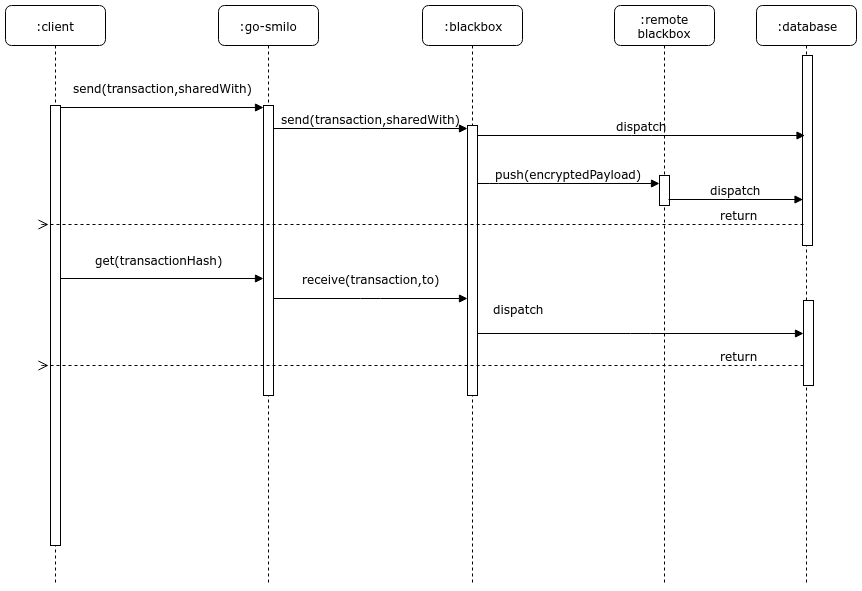 :client
:go-smilo
:blackbox
:remote
blackbox
:database
send(transaction,sharedWith)
send(transaction,sharedWith)
dispatch
push(encryptedPayload)
dispatch
return
get(transactionHash)
receive(transaction,to)
dispatch
return